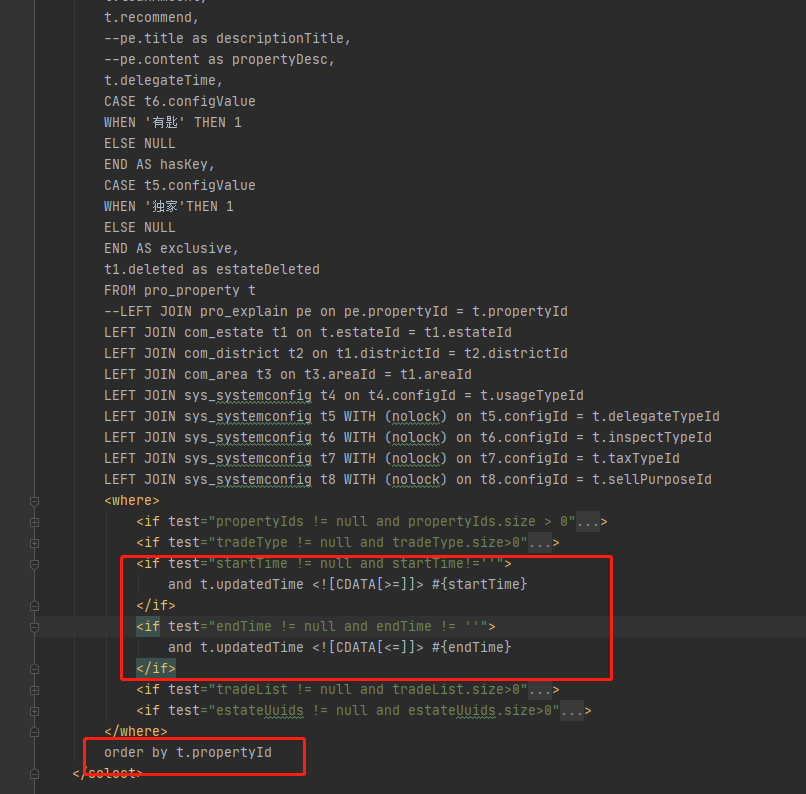 t.recommend,
--pe.title as descriptionTitle,
--pe.content as propertyDesc,
t.delegateTime,
CASE t6.configValue
WHEN '有匙' THEN 1
ELSE NULL
END AS hasKey,
CASE t5.configValue
WHEN '独家'THEN 1
ELSE NULL
END AS exclusive,
t1.deleted as estateDeleted
FROM pro_property t
--LEFT JOIN pro_explain pe on pe.propertyId = t.propertyId
LEFT JOIN com_estate t1 on t.estateId = t1.estateId
LEFT JOIN com_district t2 on t1.districtId = t2.districtId
LEFT JOIN com_area t3 on t3.areaId = t1.areaId
LEFT JOIN sys_systemconfig t4 on t4.configId = t.usageTypeId
LEFT JOIN sys_systemconfig t5 WITH (nolock) on t5.configId = t.delegateTypeId
LEFT JOIN sys_systemconfig t6 WITH (nolock) on t6.configId = t.inspectTypeId
LEFT JOIN sys_systemconfig t7 WITH (nolock) on t7.configId = t.taxTypeId
LEFT JOIN sys_systemconfig t8 WITH (nolock) on t8.configId = t.sellPurposeId
<where>
<if test="propertyIds != null and propertyIds.size > 0"...>
<if test="tradeType != null and tradeType.size>0"...>
<if test="startTime != null and startTime!=''">
and t.updatedTime <![CDATA[>=]]> #{startTime}
</if>
<if test="endTime != null and endTime != ''">
and t.updatedTime <![CDATA[<=]]> #{endTime}
</if>
<if test="tradeList != null and tradeList.size>0"...>
<if test="estateUuids != null and estateUuids.size>0"...>
</where>
order by t.propertyId
</select>